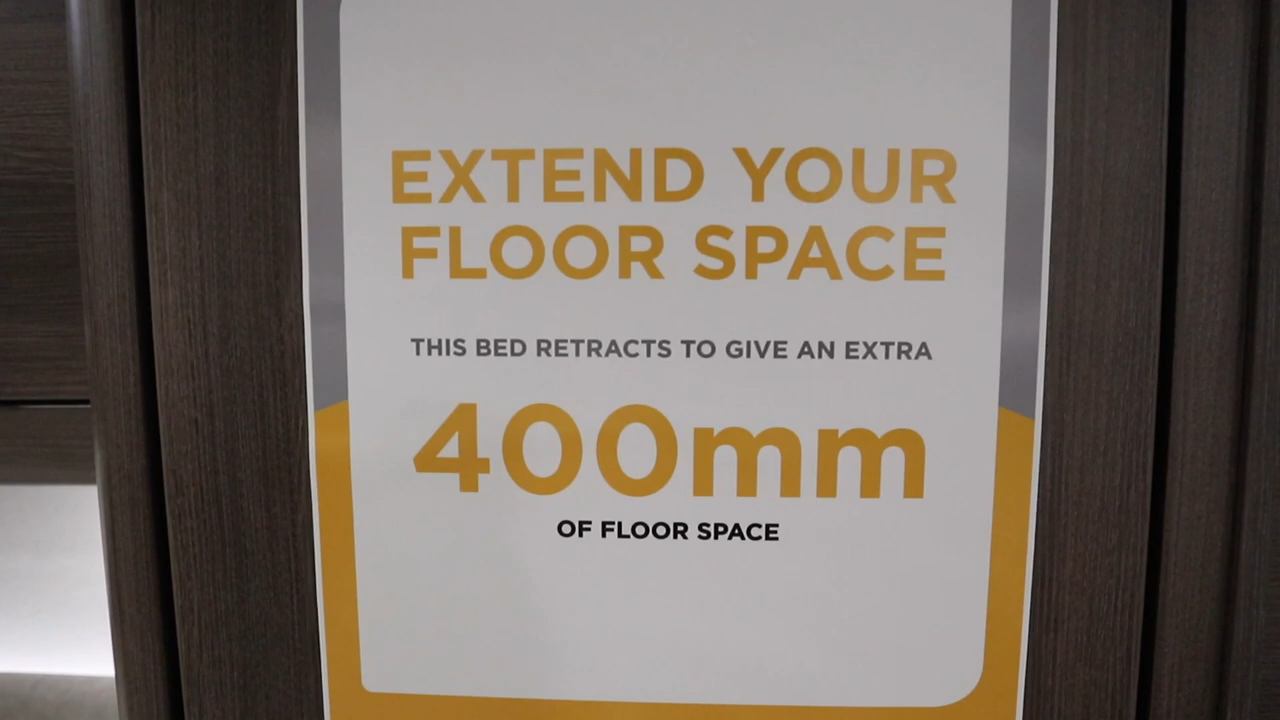 EXTEND YOUR
FLOOR SPACE
THIS BED RETRACTS TO GIVE AN EXTRA
400mm
OF FLOOR SPACE